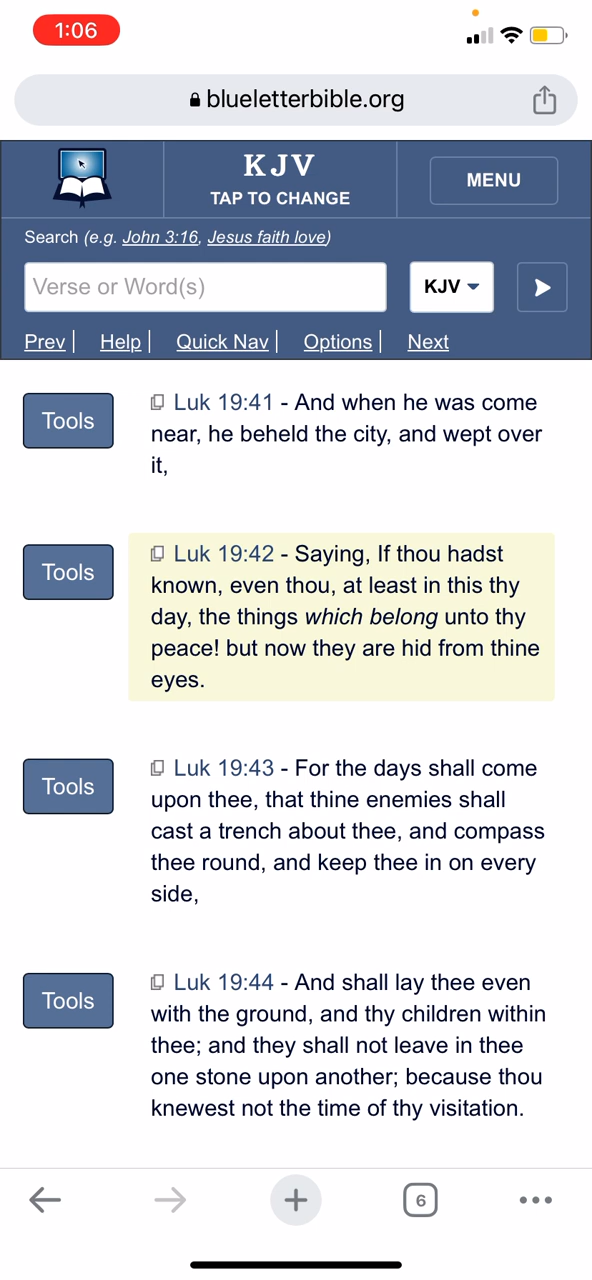 1:06
blueletterbible.org
KJV
TAP TO CHANGE
MENU
Search (e.g. John 3:16, Jesus faith love)
Verse or Word(s)
KJV
Prev | Help | Quick Nav | Options | Next
Tools
Luk 19:41 - And when he was come
near, he beheld the city, and wept over
it,
Tools
Luk 19:42 - Saying, If thou hadst
known, even thou, at least in this thy
day, the things which belong unto thy
peace! but now they are hid from thine
eyes.
Tools
Luk 19:43 - For the days shall come
upon thee, that thine enemies shall
cast a trench about thee, and compass
thee round, and keep thee in on every
side,
Tools
Luk 19:44 - And shall lay thee even
with the ground, and thy children within
thee; and they shall not leave in thee
one stone upon another; because thou
knewest not the time of thy visitation.
6